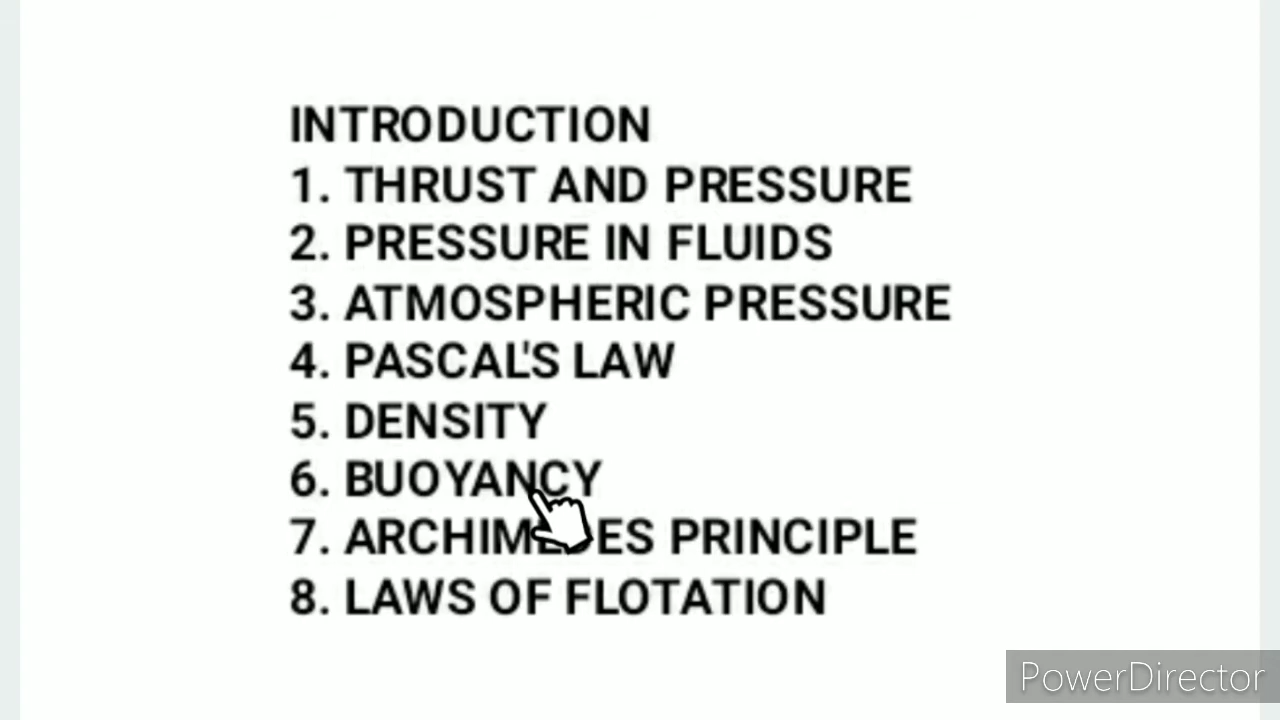 INTRODUCTION
1. THRUST AND PRESSURE
2. PRESSURE IN FLUIDS
3. ATMOSPHERIC PRESSURE
4. PASCAL'S LAW
5. DENSITY
6. BUOYANCY
7. ARCHIMEDES PRINCIPLE
8. LAWS OF FLOTATION
PowerDirector